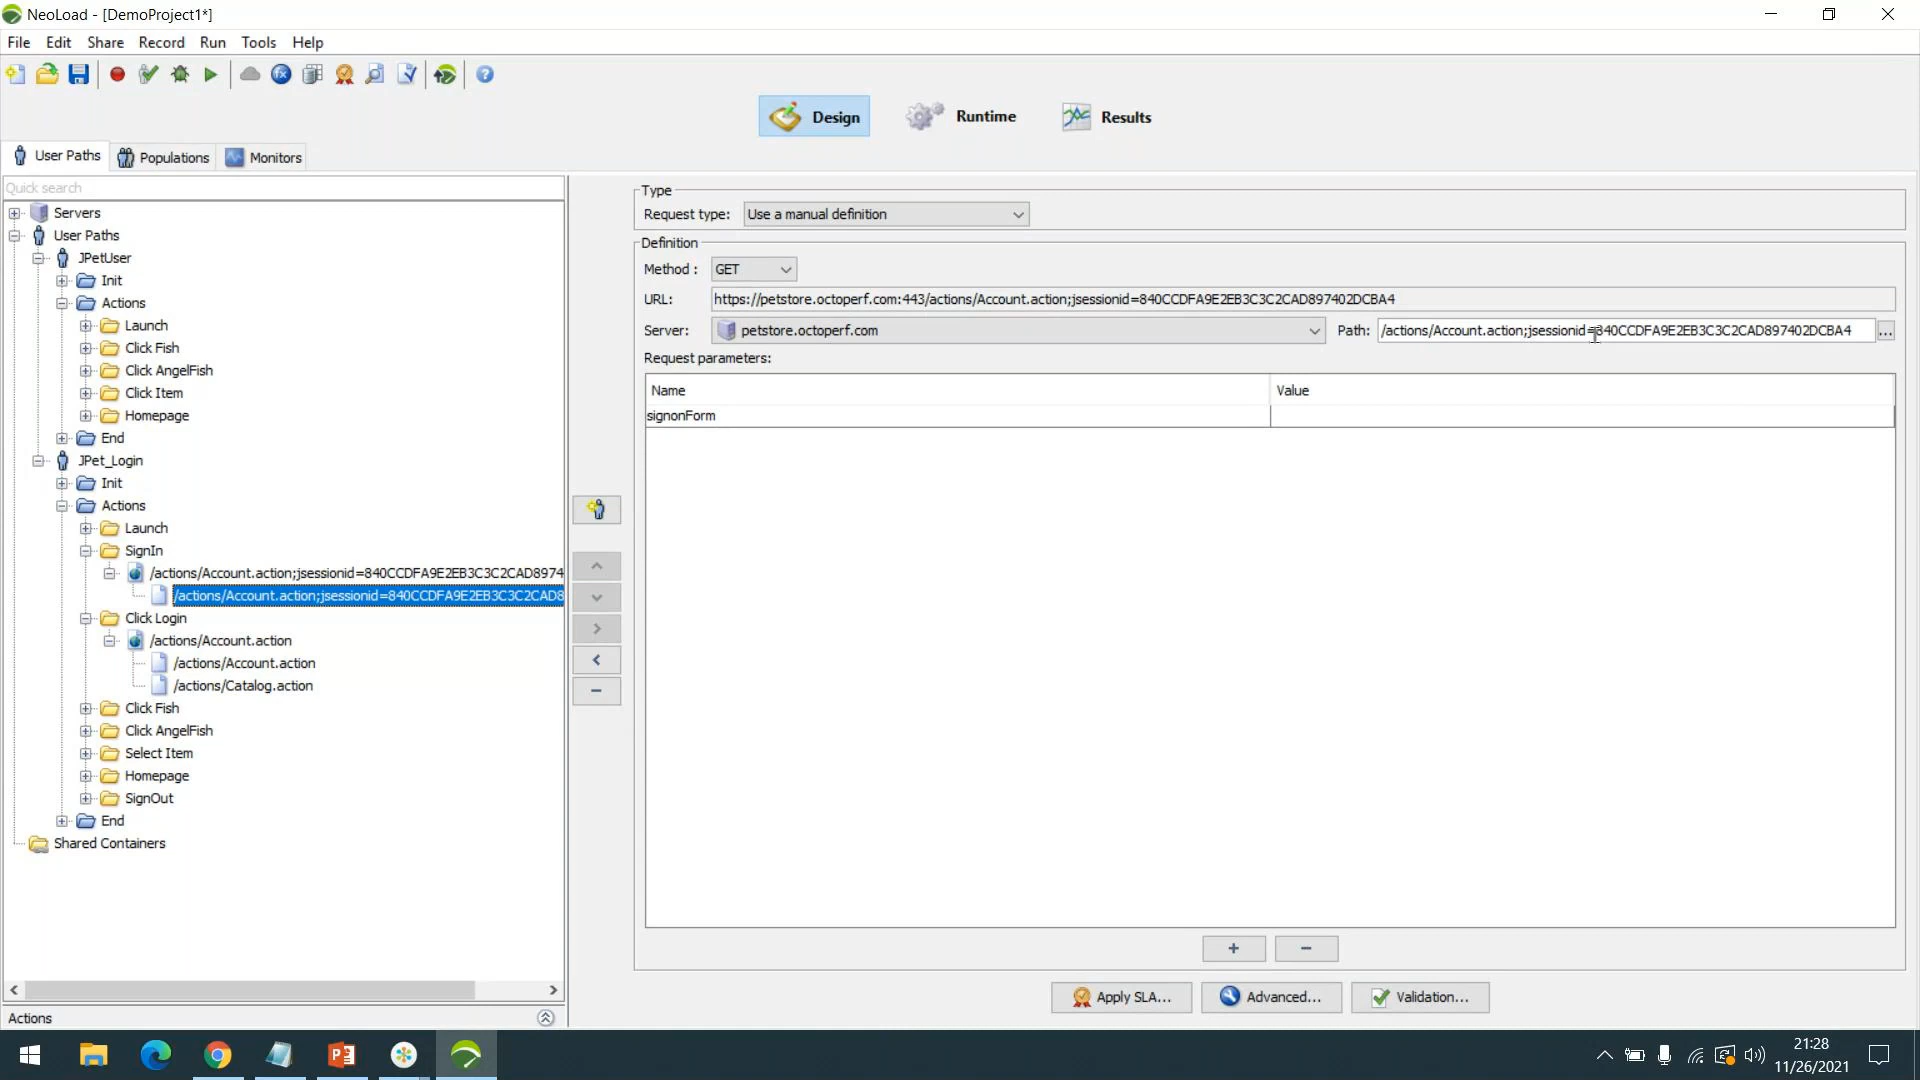 NeoLoad - [DemoProject1*]
File Edit Share Record Run Tools Help
Design Runtime Results
User Paths Populations Monitors
Quick search
Servers
User Paths
JPetUser
Init
Actions
Launch
Click Fish
Click AngelFish
Click Item
Homepage
End
JPet_Login
Init
Actions
Launch
SignIn
/actions/Account.action;jsessionid=840CCDFA9E2EB3C3C2CAD8974
/actions/Account.action;jsessionid=840CCDFA9E2EB3C3C2CAD8
Click Login
/actions/Account.action
/actions/Account.action
/actions/Catalog.action
Click Fish
Click AngelFish
Select Item
Homepage
SignOut
End
Shared Containers
Actions
Type
Request type: Use a manual definition
Definition
Method : GET
URL: https://petstore.octoperf.com:443/actions/Account.action;jsessionid=840CCDFA9E2EB3C3C2CAD897402DCBA4
Server: petstore.octoperf.com Path: /actions/Account.action;jsessionid=840CCDFA9E2EB3C3C2CAD897402DCBA4 ...
Request parameters:
Name Value
signonForm
+ -
Apply SLA... Advanced... Validation...
21:28
11/26/2021